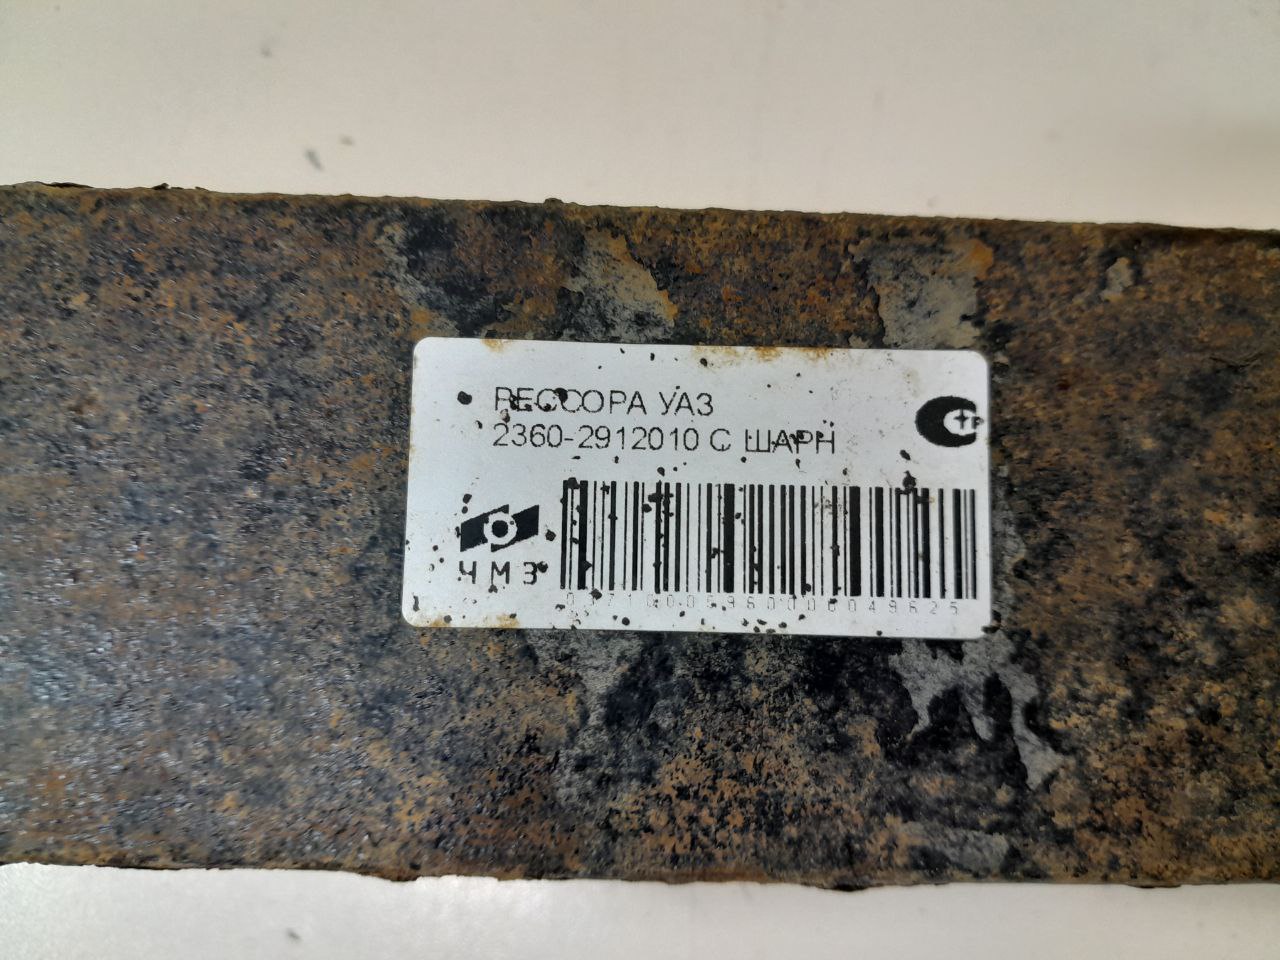 РЕССОРА УАЗ
2360-2912010 С ШАРН
ЧМЗ